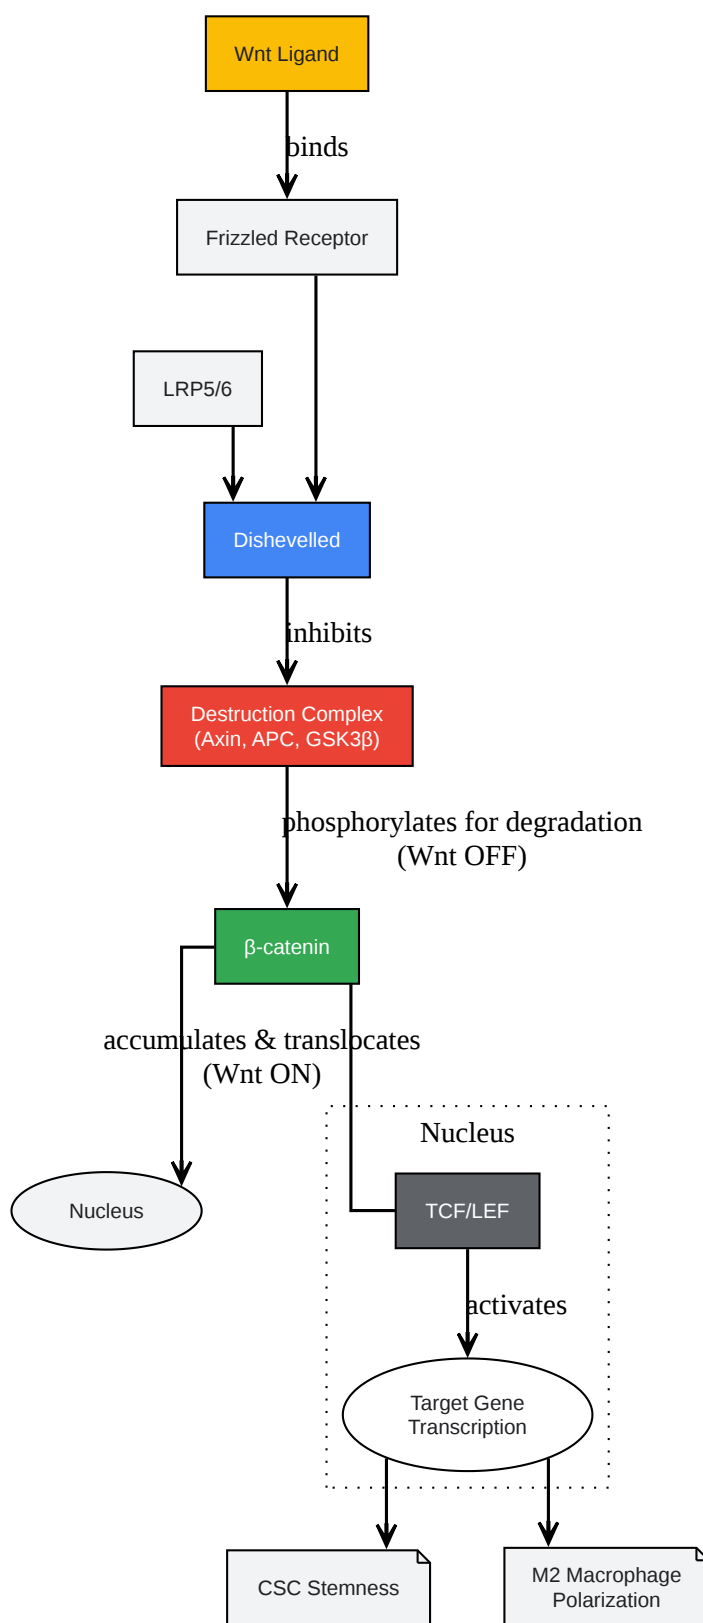 Wnt Ligand
binds
Frizzled Receptor
LRP5/6
Dishevelled
inhibits
Destruction Complex
(Axin, APC, GSK3β)
phosphorylates for degradation
(Wnt OFF)
β-catenin
accumulates & translocates
(Wnt ON)
Nucleus
Nucleus
TCF/LEF
activates
Target Gene
Transcription
CSC Stemness
M2 Macrophage
Polarization